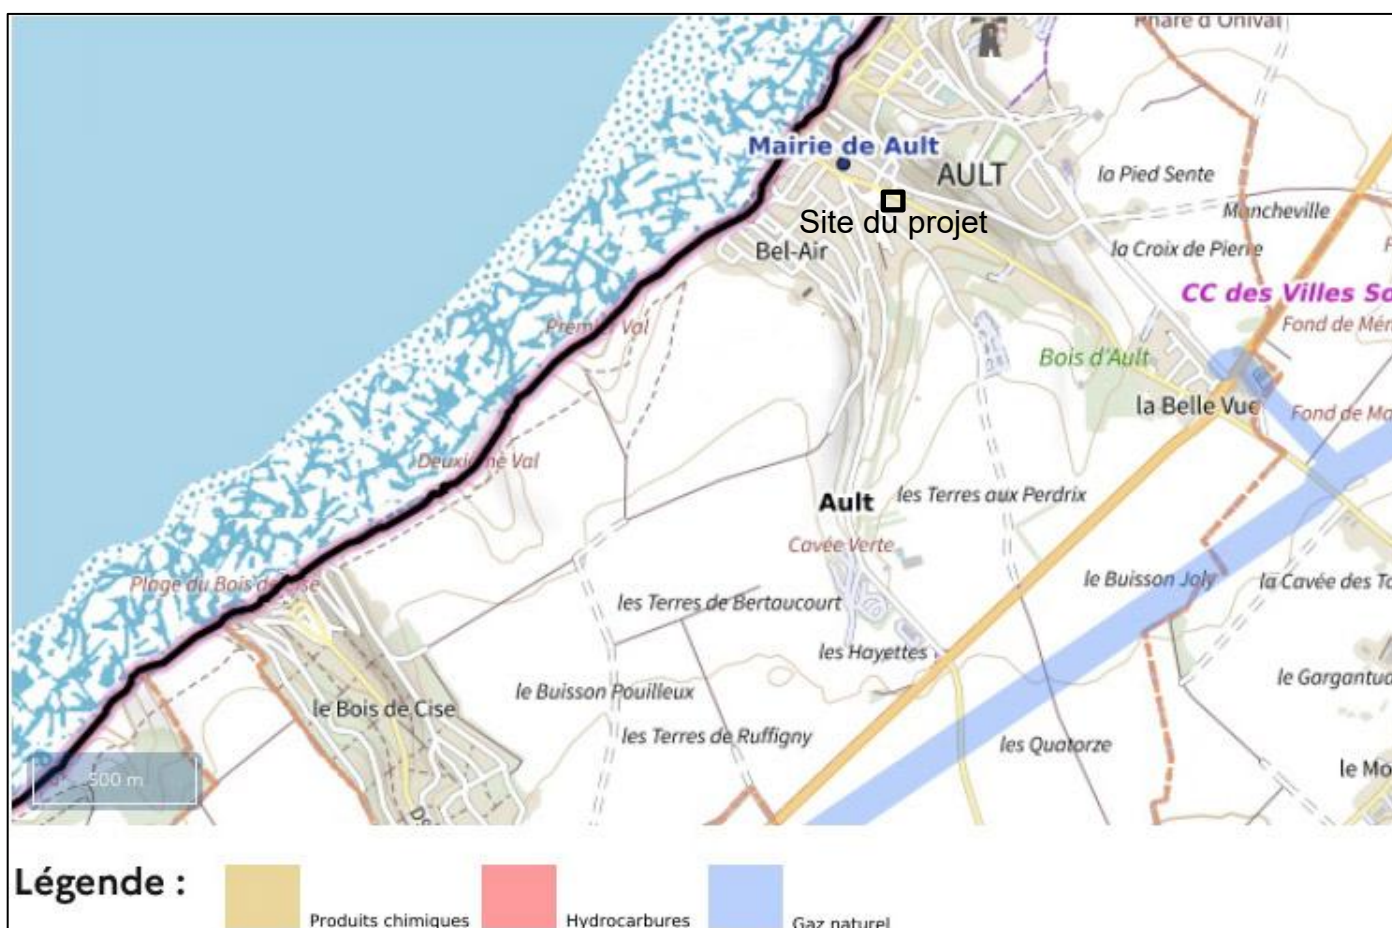 Phare d'Onival
Mairie de Ault
AULT
la Pied Sente
Site du projet
Mancheville
Bel-Air
la Croix de Pierre
CC des Villes So
Premier Val
Fond de Mér
Bois d'Ault
la Belle Vue
Fond de Ma
Deuxième Val
Ault
les Terres aux Perdrix
Cavée Verte
Plage du Bois de Cise
le Buisson Joly
la Cavée des To
les Terres de Bertaucourt
les Hayettes
le Buisson Pouilleux
le Gargantua
le Bois de Cise
les Terres de Ruffigny
les Quatorze
500 m
le Mo
Légende :
Produits chimiques
Hydrocarbures
Gaz naturel